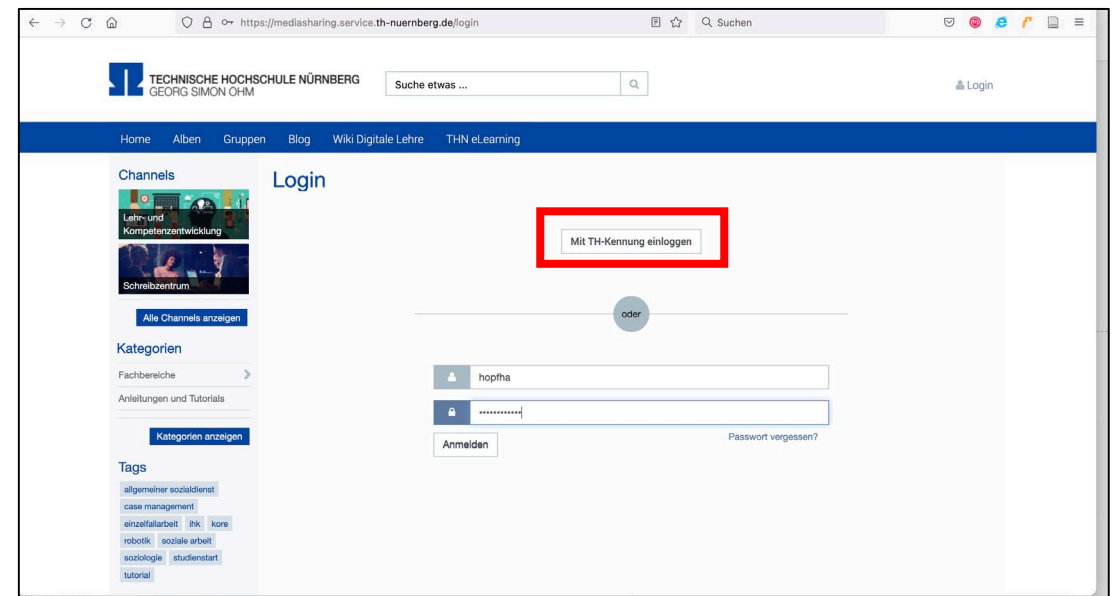 https://mediasharing.service.th-nuernberg.de/login
Suchen
TECHNISCHE HOCHSCHULE NÜRNBERG
GEORG SIMON OHM
Suche etwas ...
Login
Home Alben Gruppen Blog Wiki Digitale Lehre THN eLearning
Channels
Lehr- und
Kompetenzentwicklung
Schreibzentrum
Alle Channels anzeigen
Kategorien
Fachbereiche
Anleitungen und Tutorials
Kategorien anzeigen
Tags
allgemeiner sozialdienst
case management
einzelfallarbeit ihk kore
robotik soziale arbeit
soziologie studienstart
tutorial
Login
Mit TH-Kennung einloggen
oder
hopfha
••••••••••••
Anmelden
Passwort vergessen?